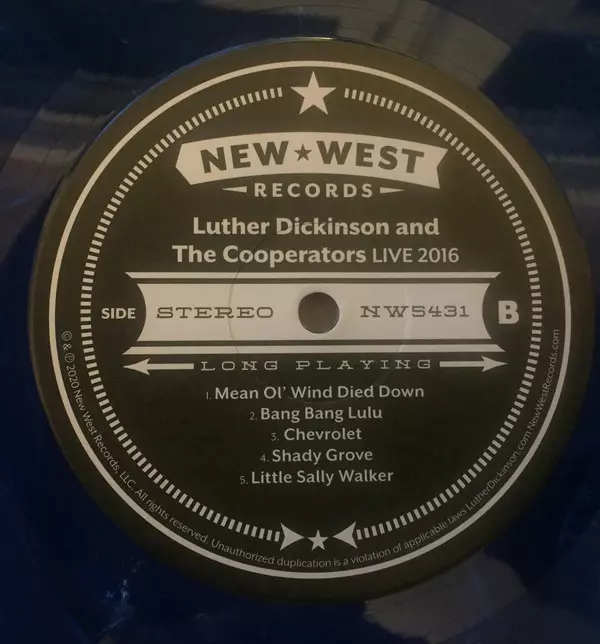 NEW★WEST
RECORDS
Luther Dickinson and
The Cooperators LIVE 2016
SIDE STEREO NW5431 B
LONG PLAYING
1. Mean Ol' Wind Died Down
2. Bang Bang Lulu
3. Chevrolet
4. Shady Grove
5. Little Sally Walker
© & ℗ 2020 New West Records, LLC. All rights reserved. Unauthorized duplication is a violation of applicable laws LutherDickinson.com NewWestRecords.com